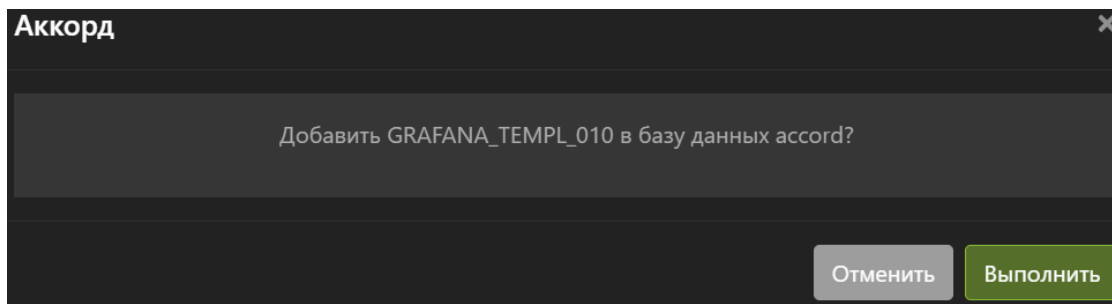 Аккорд
Добавить GRAFANA_TEMPL_010 в базу данных accord?
Отменить
Выполнить